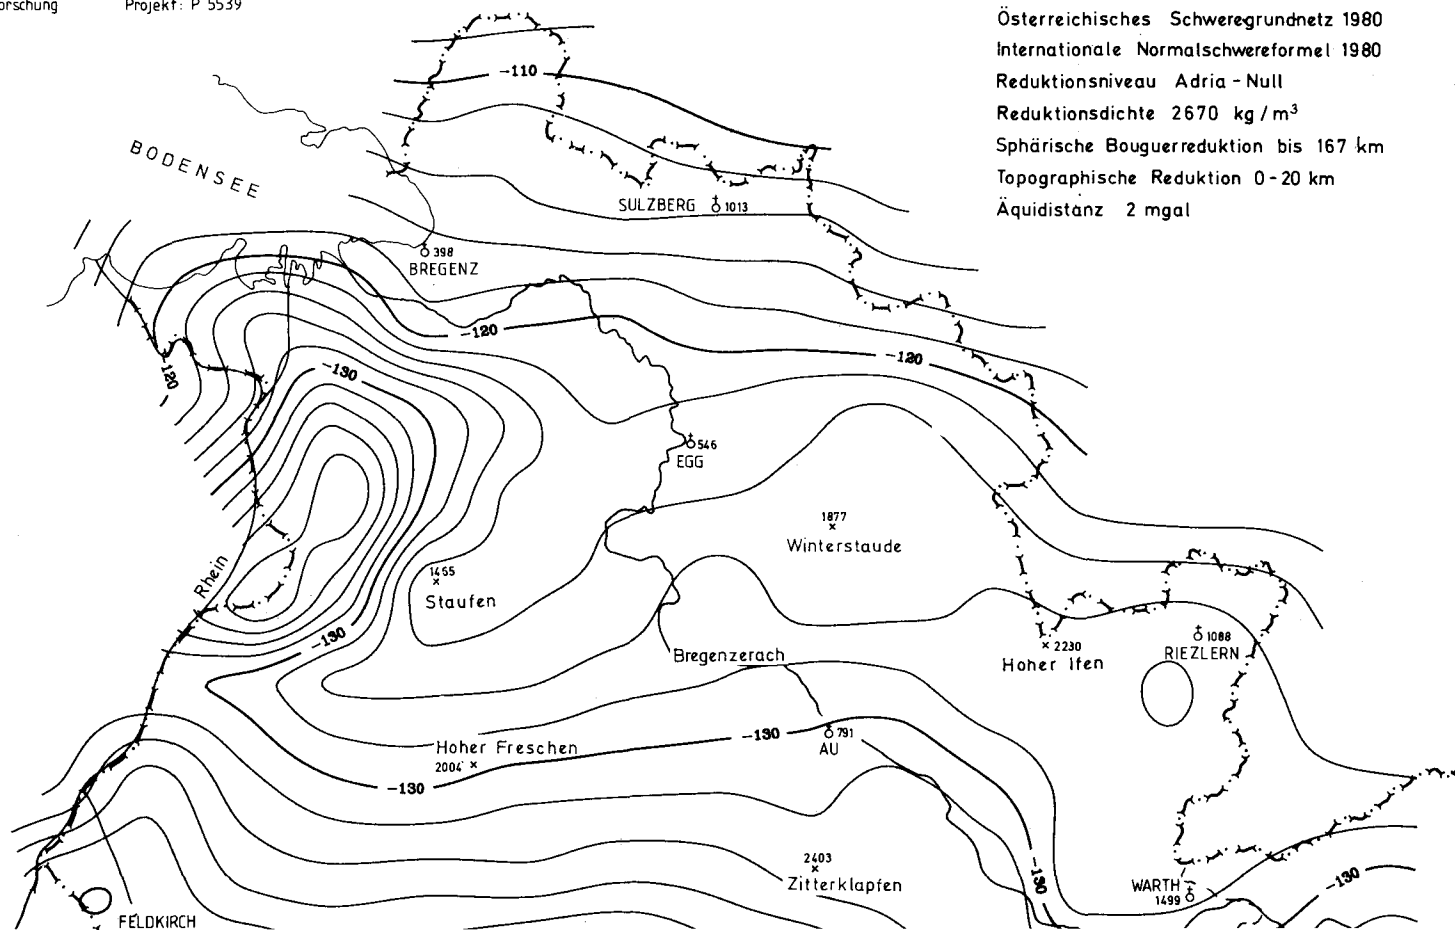 orschung Projekt: P 5539
Österreichisches Schweregrundnetz 1980
Internationale Normalschwereformel 1980
Reduktionsniveau Adria - Null
Reduktionsdichte 2670 kg / m³
Sphärische Bouguerreduktion bis 167 km
Topographische Reduktion 0-20 km
Äquidistanz 2 mgal
-110
BODENSEE
SULZBERG 1013
398
BREGENZ
-120
-120
-120
-130
546
EGG
1877
Winterstaude
Rhein
1465
Staufen
-130
Bregenzerach
2230
Hoher Ifen
1088
RIEZLERN
Hoher Freschen
2004
-130
791
AU
-130
2403
Zitterklapfen
-130
WARTH
1499
-130
FELDKIRCH